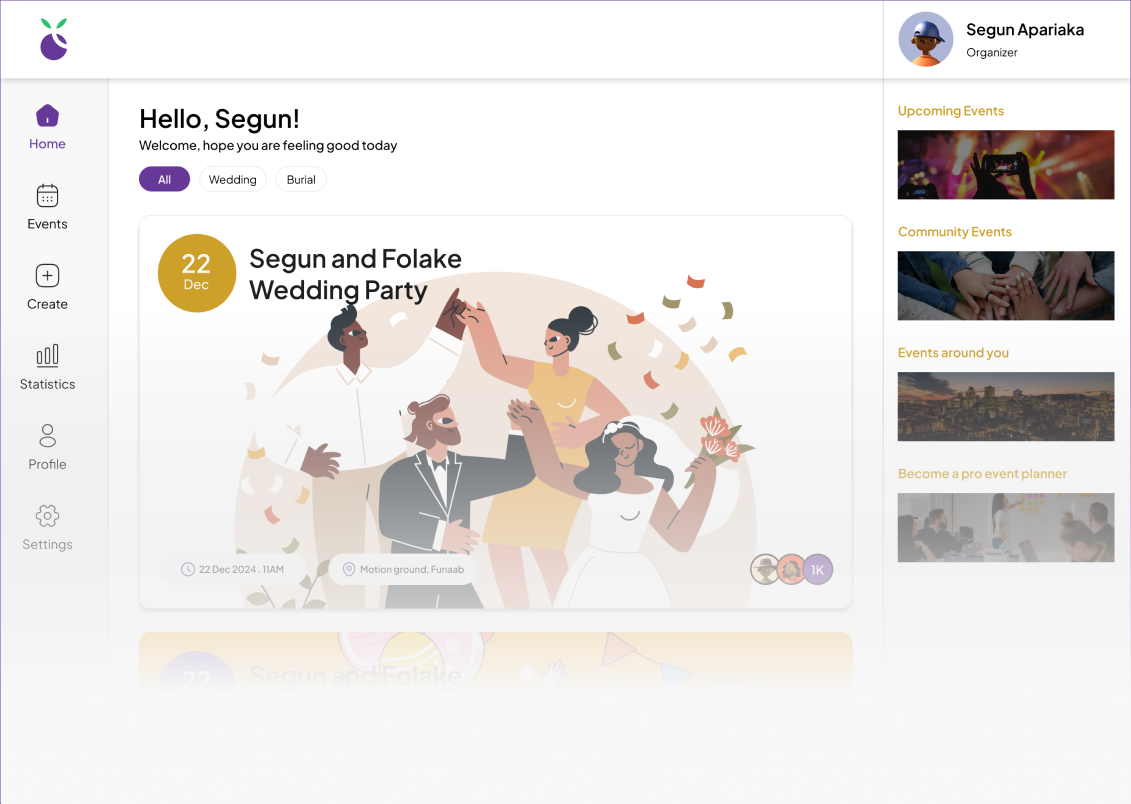 Segun Apariaka
Organizer
Home
Events
Create
Statistics
Profile
Settings
Hello, Segun!
Welcome, hope you are feeling good today
All
Wedding
Burial
22
Dec
Segun and Folake
Wedding Party
22 Dec 2024 . 11AM
Motion ground, Funaab
1K
22
Segun and Folake
Upcoming Events
Community Events
Events around you
Become a pro event planner